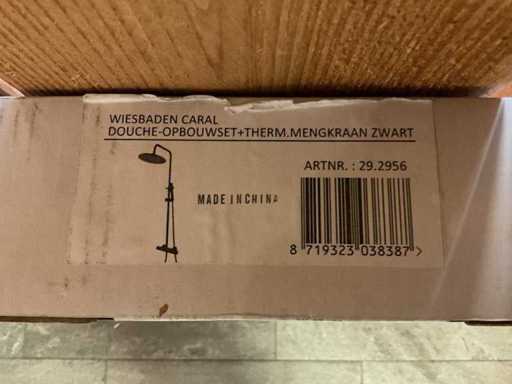 WIESBADEN CARAL
DOUCHE-OPBOUWSET+THERM.MENGKRAAN ZWART
ARTNR. : 29.2956
MADE IN CHINA
8 719323 038387 >